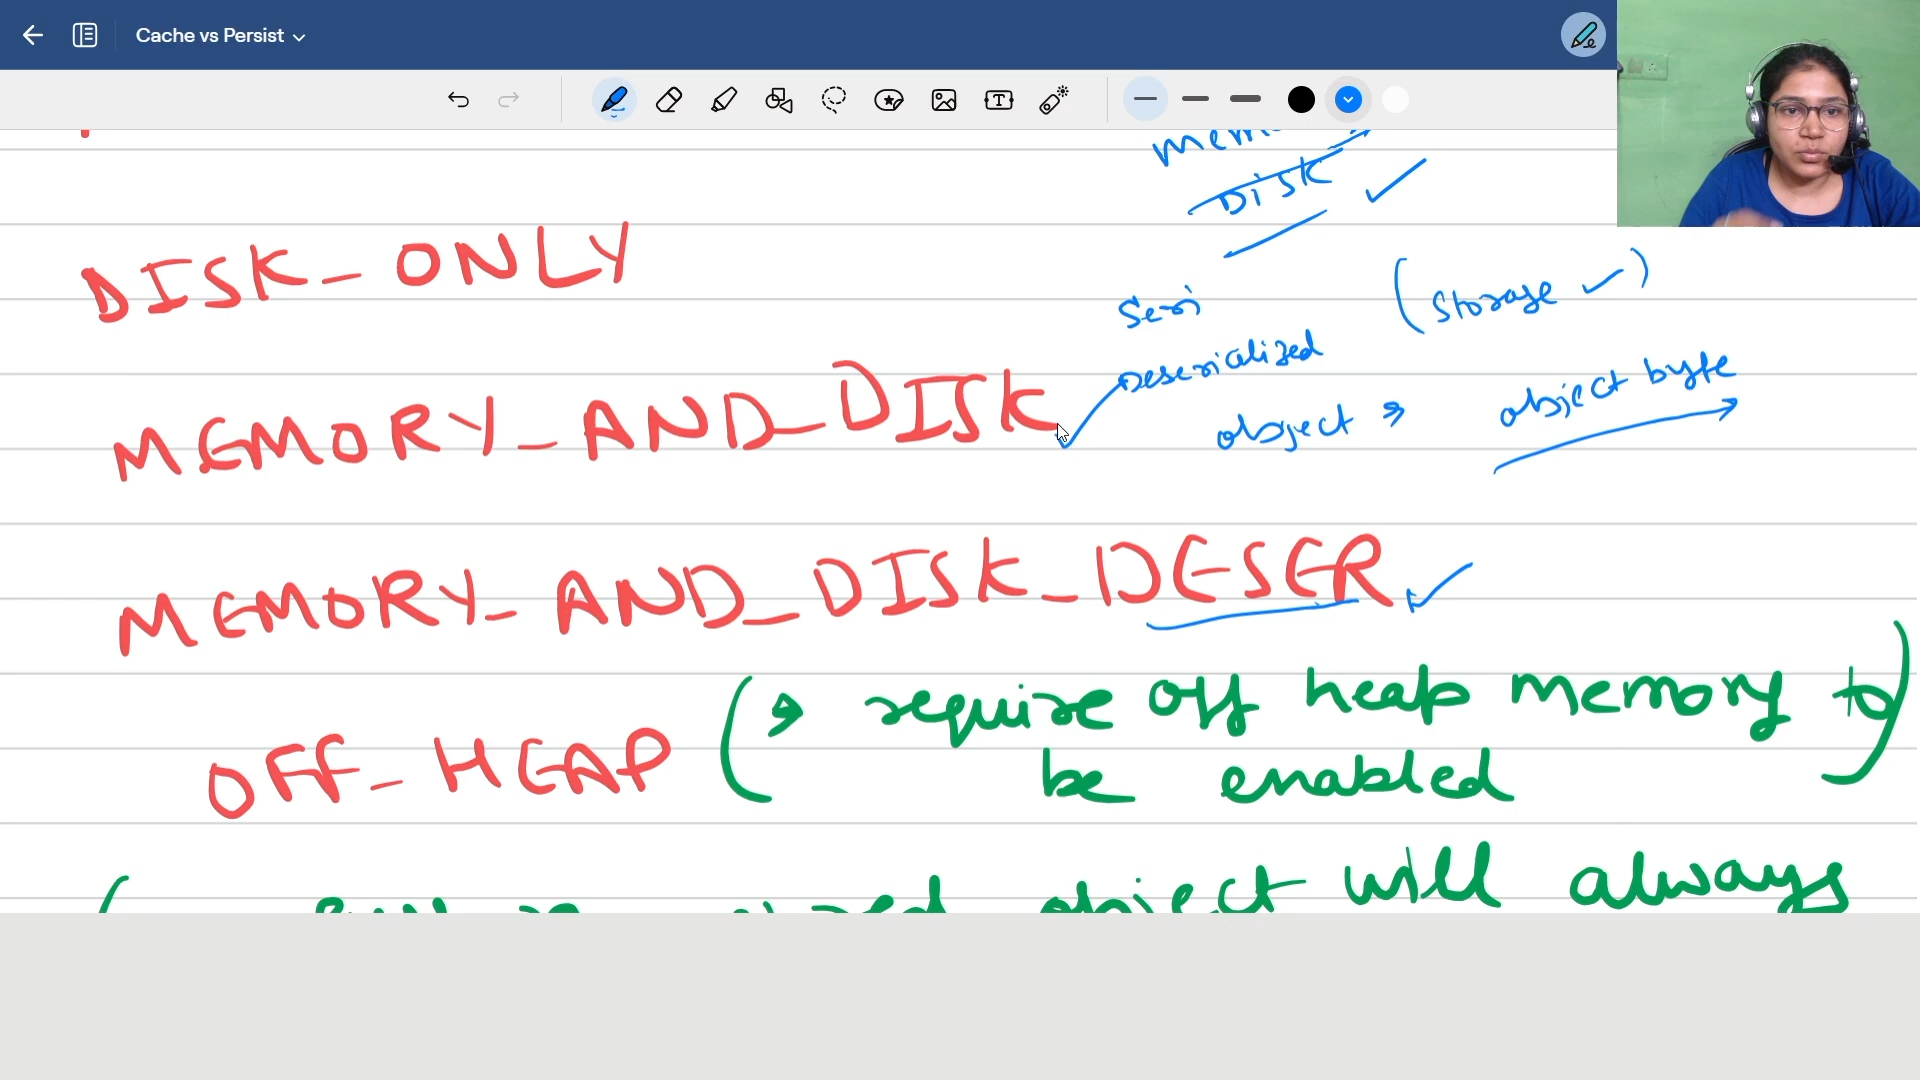 Cache vs Persist
Disk
DISK_ONLY
Seri
(Storage ✓)
Deserialized
object → object byte
MEMORY_AND_DISK
MEMORY_AND_DISK_DESER ✓
OFF_HEAP (→ require off heap memory to
be enabled)
object will always